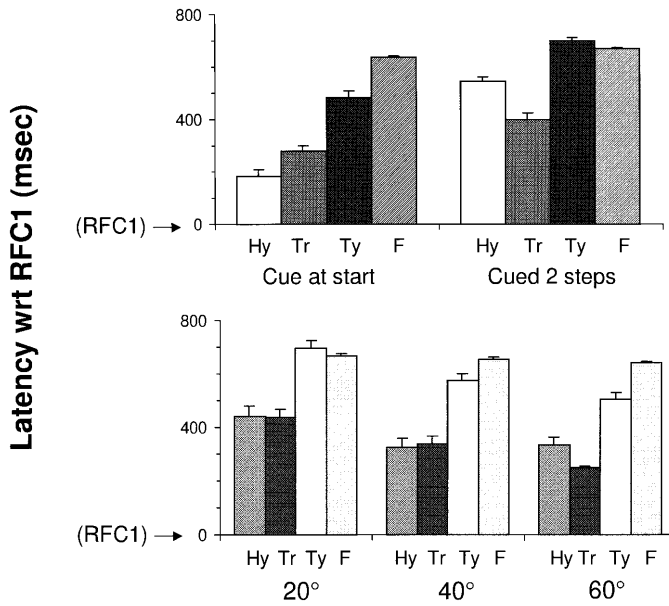 Latency wrt RFC1 (msec)
800
400
(RFC1) → 0
Hy Tr Ty F Hy Tr Ty F
Cue at start Cued 2 steps
800
400
(RFC1) → 0
Hy Tr Ty F Hy Tr Ty F Hy Tr Ty F
20° 40° 60°